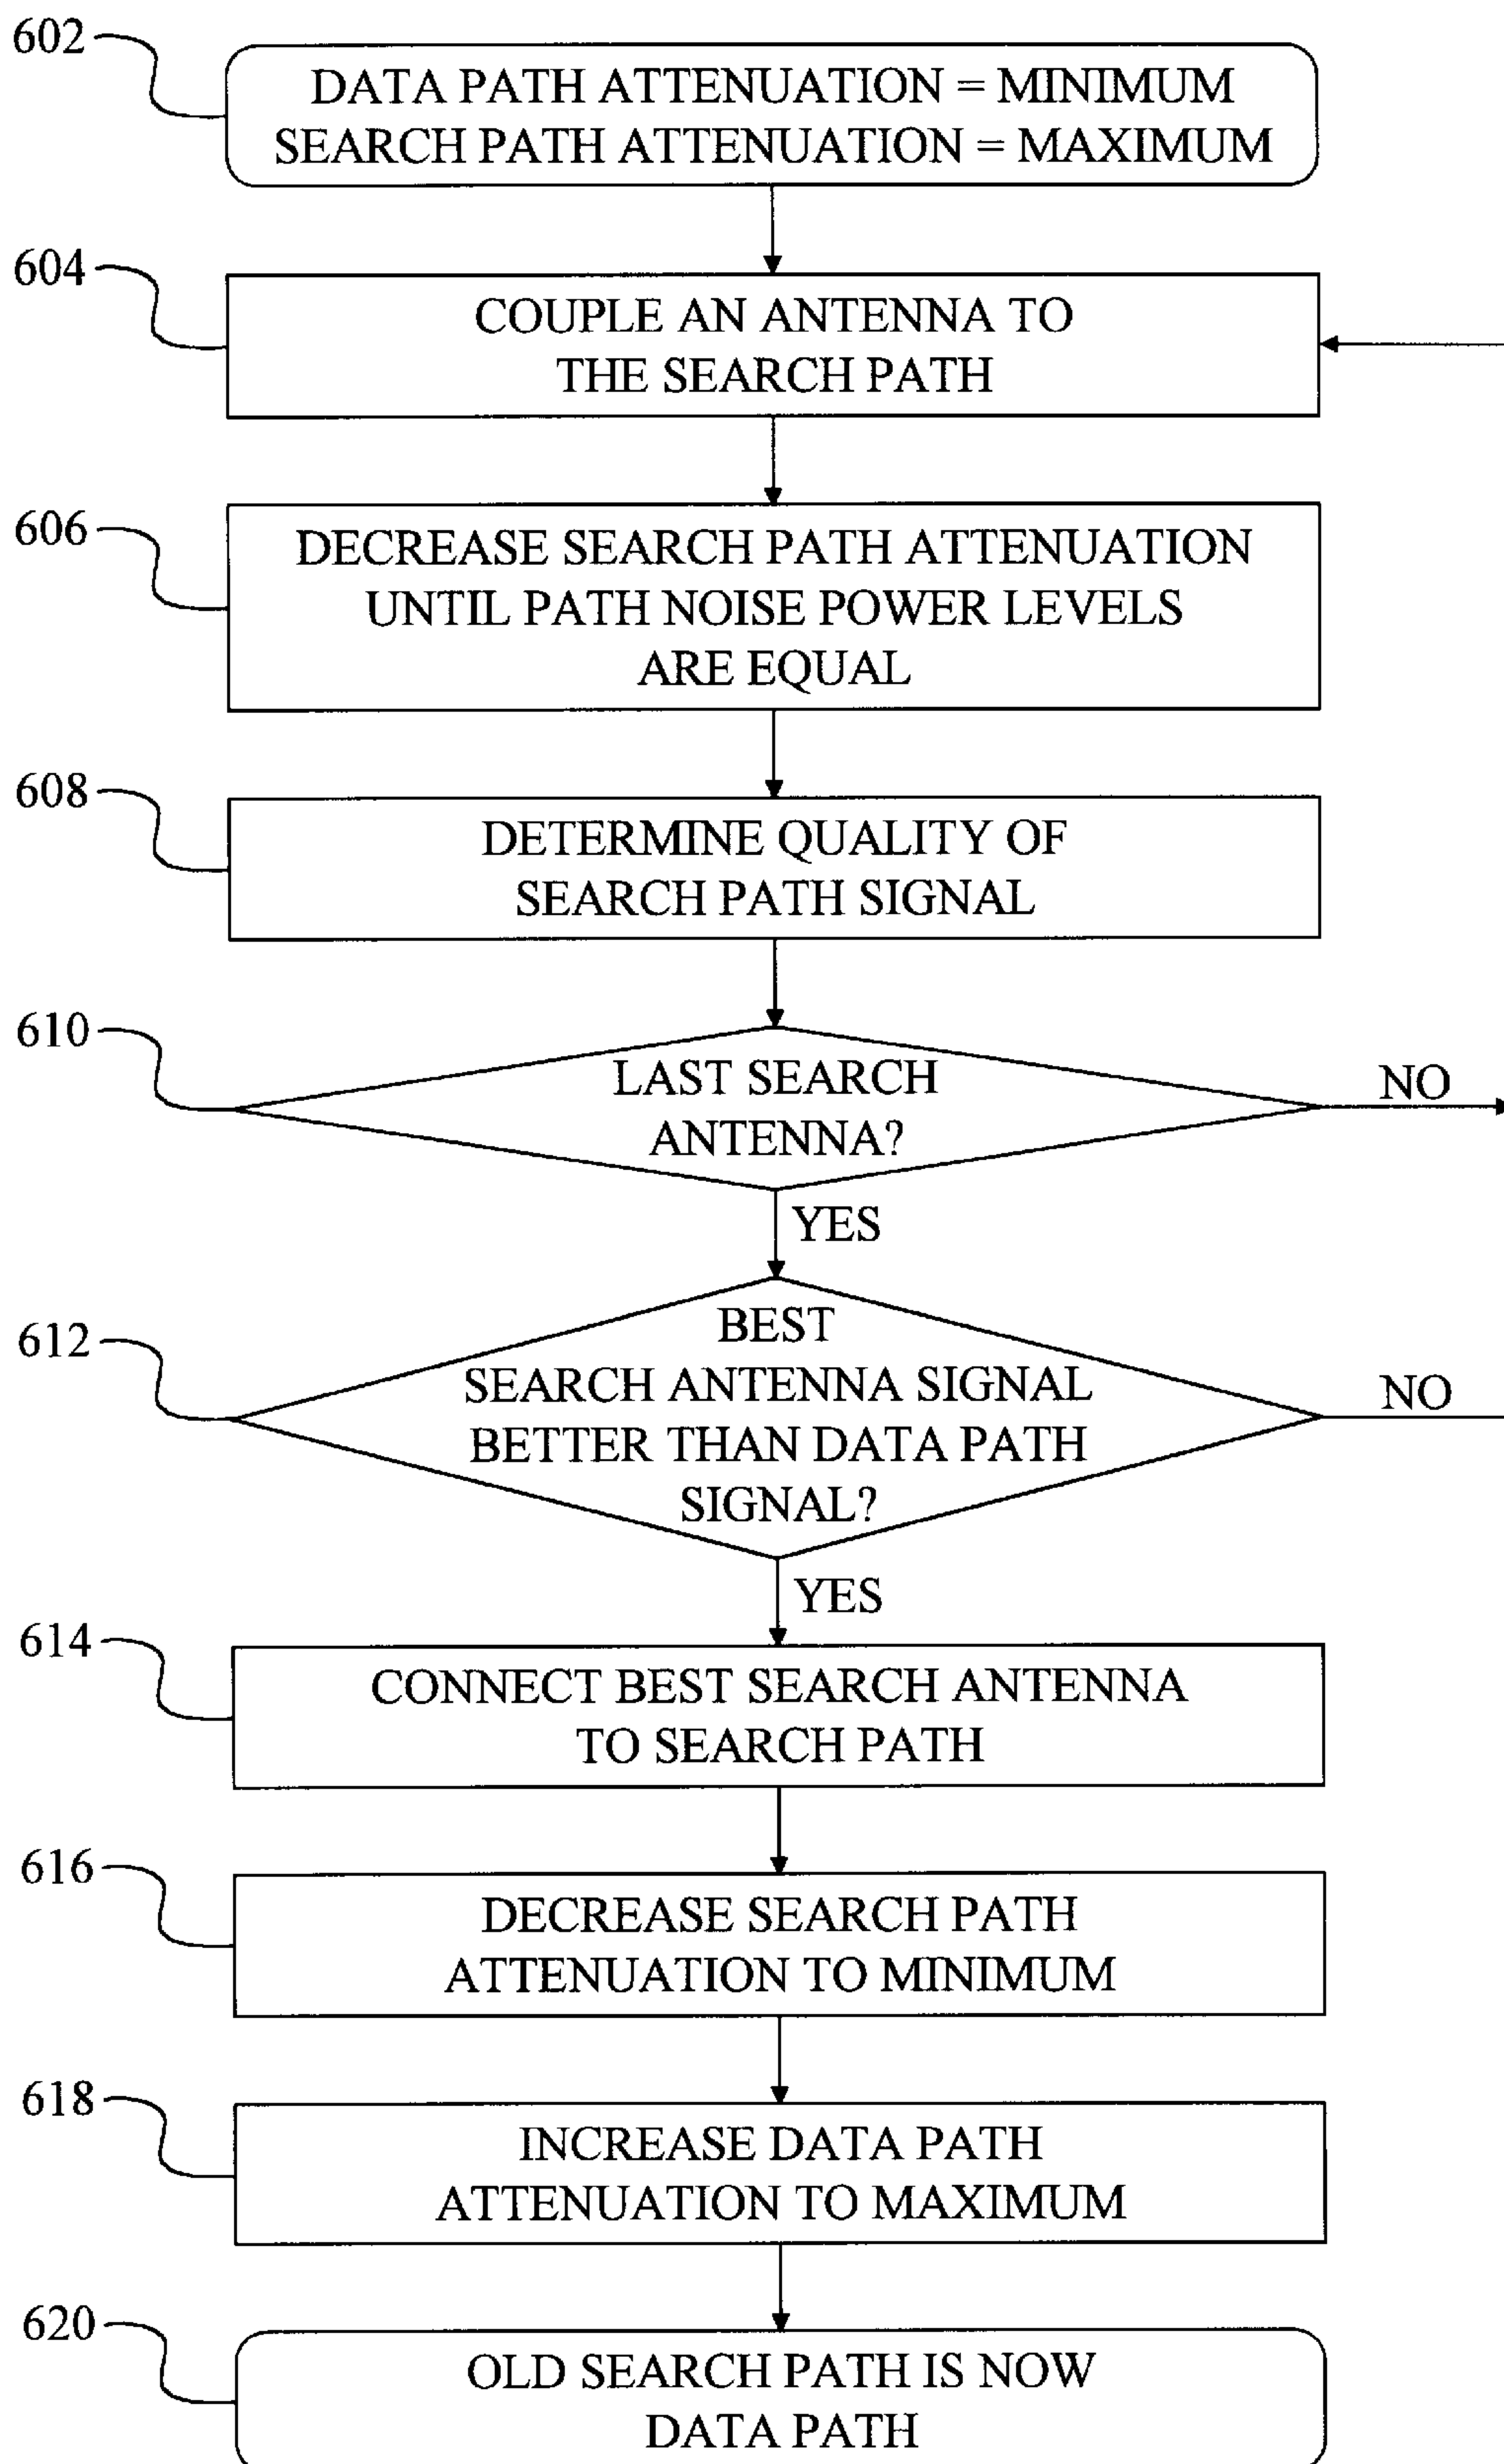 602
DATA PATH ATTENUATION = MINIMUM
SEARCH PATH ATTENUATION = MAXIMUM
604
COUPLE AN ANTENNA TO
THE SEARCH PATH
606
DECREASE SEARCH PATH ATTENUATION
UNTIL PATH NOISE POWER LEVELS
ARE EQUAL
608
DETERMINE QUALITY OF
SEARCH PATH SIGNAL
610
LAST SEARCH
ANTENNA?
NO
YES
612
BEST
SEARCH ANTENNA SIGNAL
BETTER THAN DATA PATH
SIGNAL?
NO
YES
614
CONNECT BEST SEARCH ANTENNA
TO SEARCH PATH
616
DECREASE SEARCH PATH
ATTENUATION TO MINIMUM
618
INCREASE DATA PATH
ATTENUATION TO MAXIMUM
620
OLD SEARCH PATH IS NOW
DATA PATH